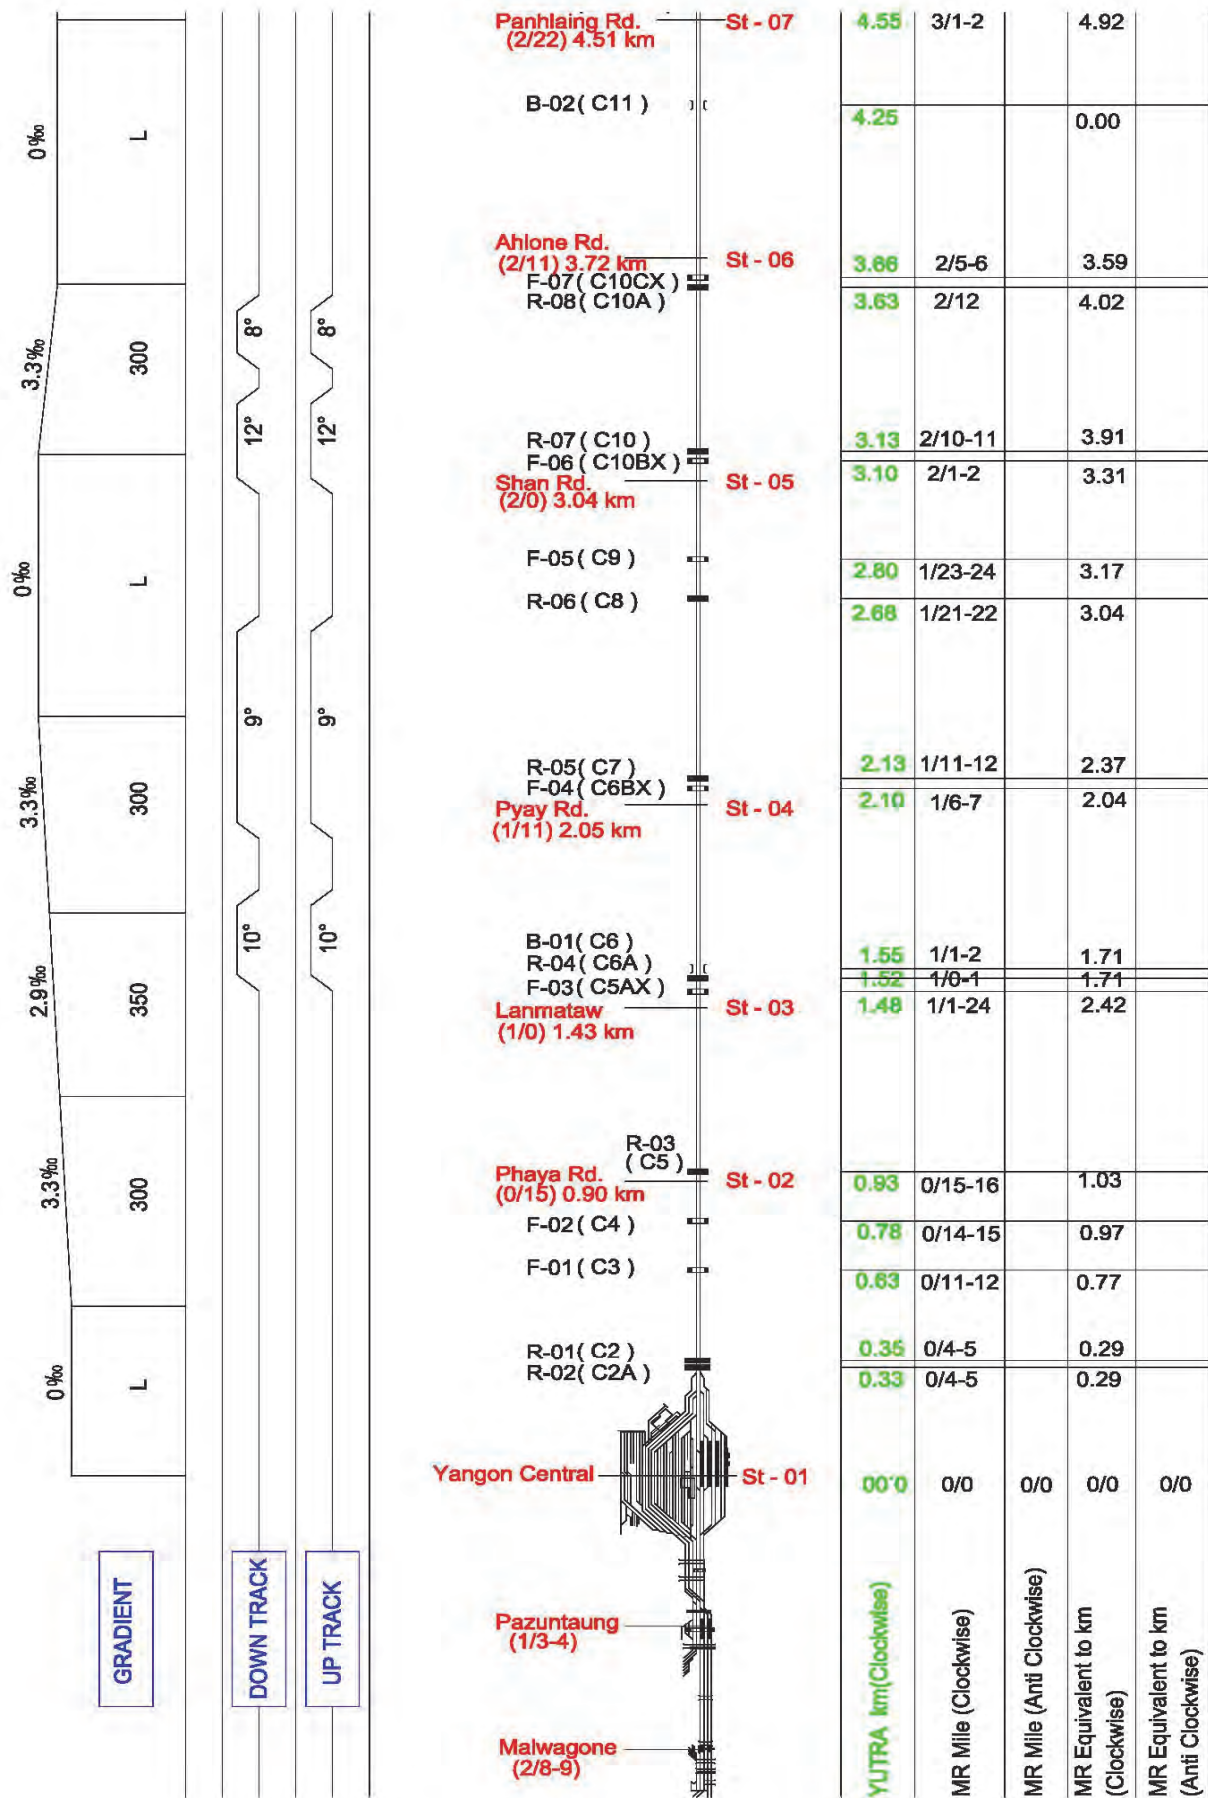 Panhlaing Rd.
(2/22) 4.51 km
St - 07
4.55 3/1-2 4.92
B-02( C11 )
4.25 0.00
0‰
L
Ahlone Rd.
(2/11) 3.72 km
St - 06
3.66 2/5-6 3.59
F-07( C10CX )
R-08( C10A )
3.63 2/12 4.02
3.3‰
300
8°
8°
12°
12°
R-07( C10 )
3.13 2/10-11 3.91
F-06( C10BX )
Shan Rd.
(2/0) 3.04 km
St - 05
3.10 2/1-2 3.31
F-05( C9 )
2.80 1/23-24 3.17
0‰
L
R-06( C8 )
2.68 1/21-22 3.04
9°
9°
R-05( C7 )
2.13 1/11-12 2.37
F-04( C6BX )
Pyay Rd.
(1/11) 2.05 km
St - 04
2.10 1/6-7 2.04
3.3‰
300
10°
10°
B-01( C6 )
1.55 1/1-2 1.71
R-04( C6A )
1.52 1/0-1 1.71
F-03( C5AX )
Lanmataw
(1/0) 1.43 km
St - 03
1.48 1/1-24 2.42
2.9‰
350
R-03
( C5 )
Phaya Rd.
(0/15) 0.90 km
St - 02
0.93 0/15-16 1.03
3.3‰
300
F-02( C4 )
0.78 0/14-15 0.97
F-01( C3 )
0.63 0/11-12 0.77
R-01( C2 )
0.35 0/4-5 0.29
R-02( C2A )
0.33 0/4-5 0.29
0‰
L
Yangon Central
St - 01
0.00 0/0 0/0 0/0 0/0
GRADIENT
DOWN TRACK
UP TRACK
Pazuntaung
(1/3-4)
Malwagone
(2/8-9)
YUTRA km(Clockwise)
MR Mile (Clockwise)
MR Mile (Anti Clockwise)
MR Equivalent to km
(Clockwise)
MR Equivalent to km
(Anti Clockwise)